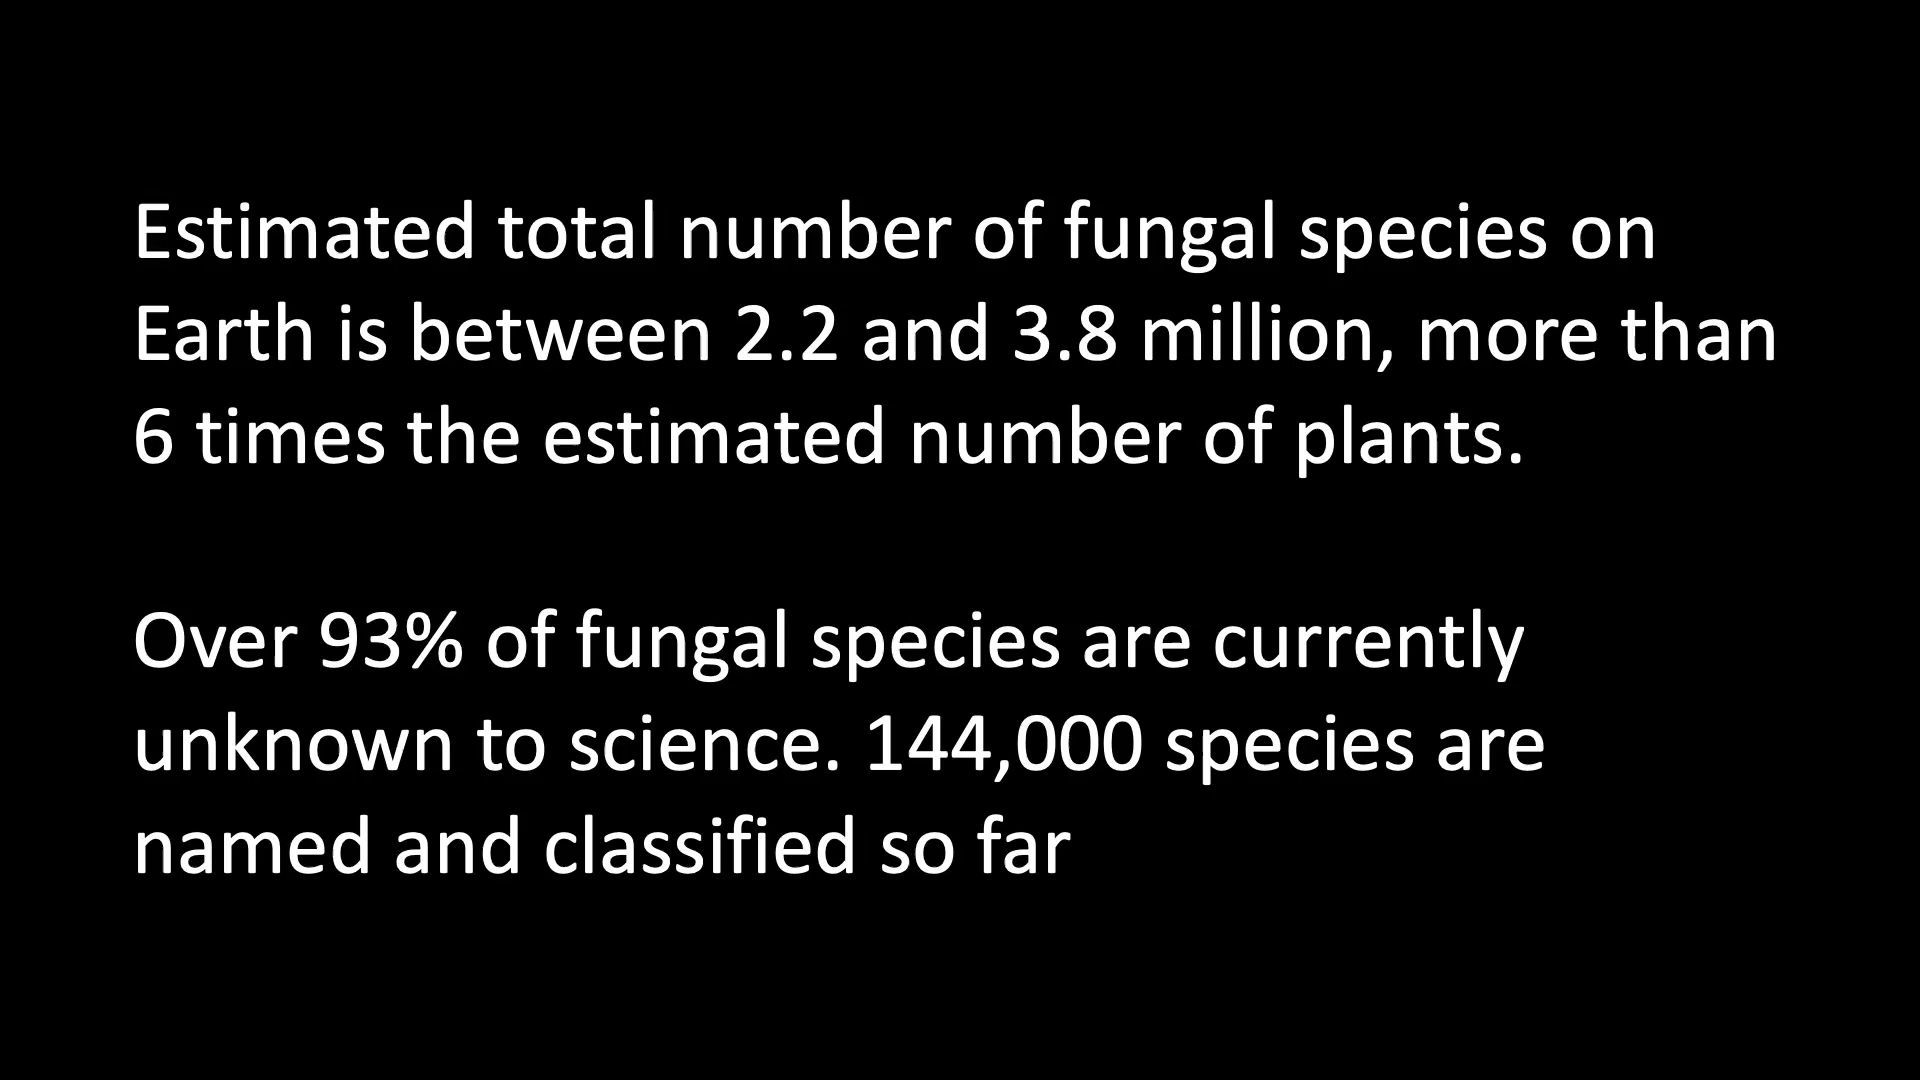 Estimated total number of fungal species on
Earth is between 2.2 and 3.8 million, more than
6 times the estimated number of plants.
Over 93% of fungal species are currently
unknown to science. 144,000 species are
named and classified so far